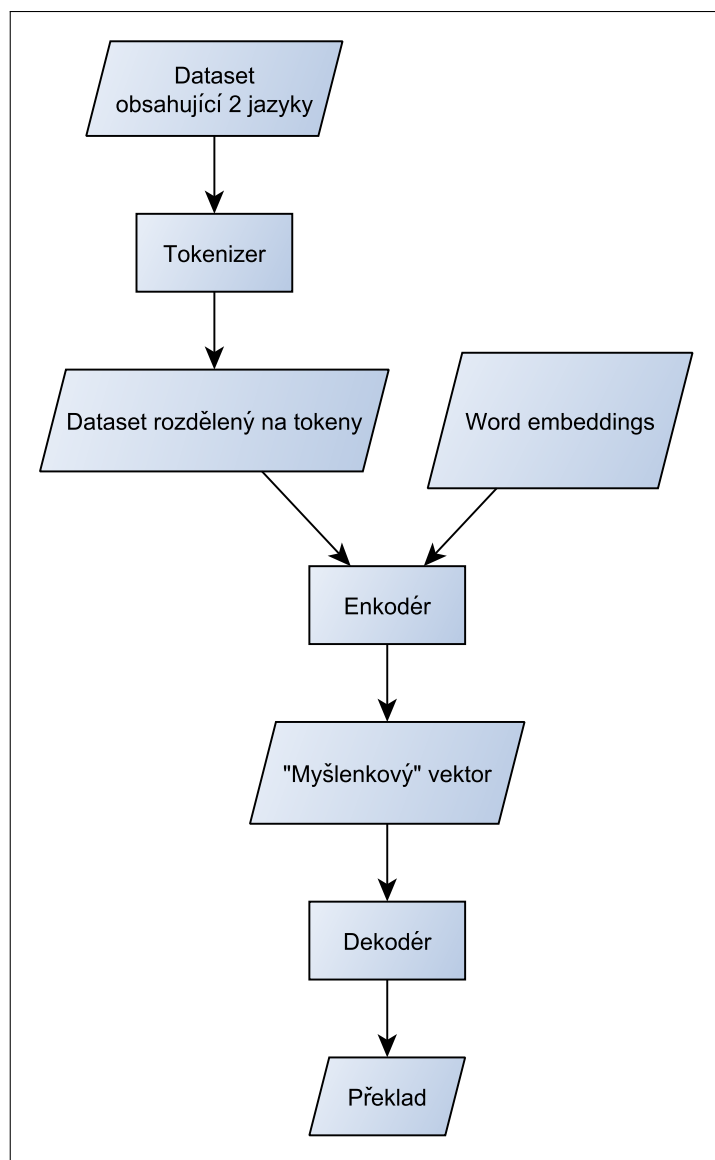 Dataset
obsahující 2 jazyky
Tokenizer
Dataset rozdělený na tokeny
Word embeddings
Enkodér
"Myšlenkový" vektor
Dekodér
Překlad